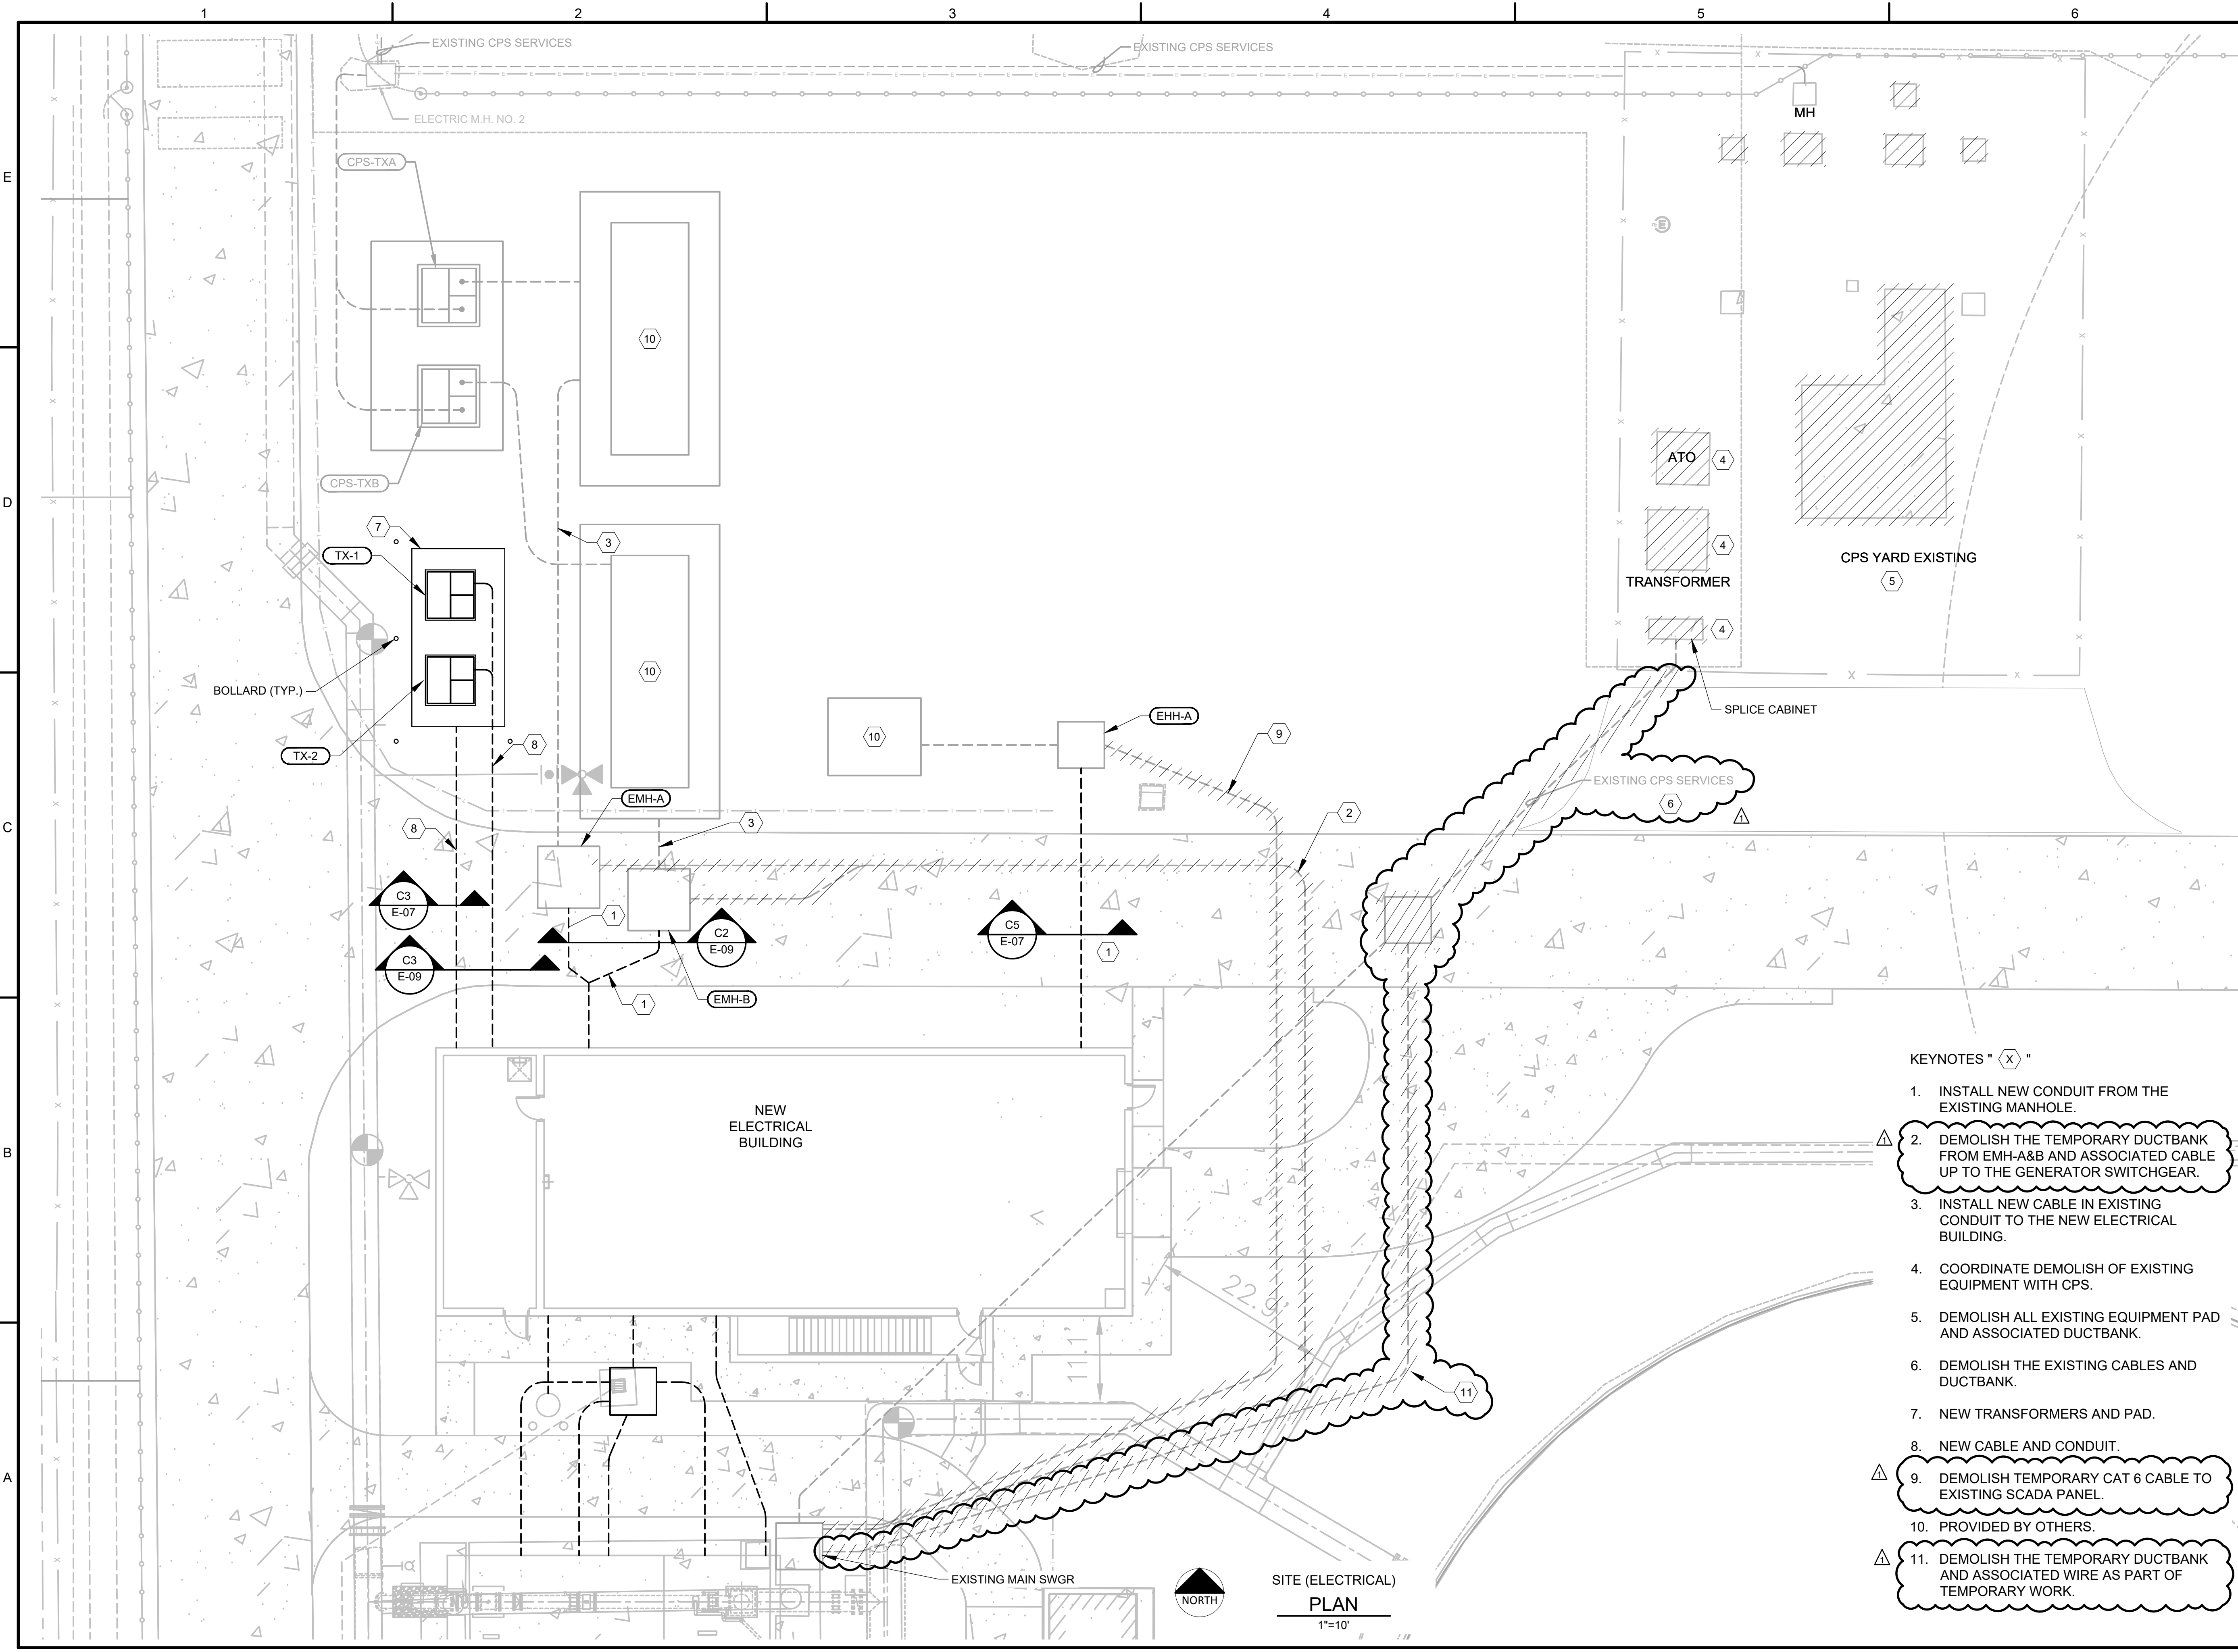 1
2
3
4
5
6
EXISTING CPS SERVICES
EXISTING CPS SERVICES
ELECTRIC M.H. NO. 2
MH
CPS-TXA
E
E
10
ATO
4
CPS-TXB
D
7
TX-1
3
4
TRANSFORMER
CPS YARD EXISTING
5
4
10
BOLLARD (TYP.)
SPLICE CABINET
EHH-A
10
9
8
TX-2
EXISTING CPS SERVICES
6
1
EMH-A
C
8
3
2
C3
E-07
1
C2
E-09
C5
E-07
1
C3
E-09
1
EMH-B
NEW
ELECTRICAL
BUILDING
B
22.9'
11.1'
11
A
EXISTING MAIN SWGR
NORTH
SITE (ELECTRICAL)
PLAN
1"=10'
KEYNOTES " X "
1. INSTALL NEW CONDUIT FROM THE
EXISTING MANHOLE.
1
2. DEMOLISH THE TEMPORARY DUCTBANK
FROM EMH-A&B AND ASSOCIATED CABLE
UP TO THE GENERATOR SWITCHGEAR.
3. INSTALL NEW CABLE IN EXISTING
CONDUIT TO THE NEW ELECTRICAL
BUILDING.
4. COORDINATE DEMOLISH OF EXISTING
EQUIPMENT WITH CPS.
5. DEMOLISH ALL EXISTING EQUIPMENT PAD
AND ASSOCIATED DUCTBANK.
6. DEMOLISH THE EXISTING CABLES AND
DUCTBANK.
7. NEW TRANSFORMERS AND PAD.
8. NEW CABLE AND CONDUIT.
1
9. DEMOLISH TEMPORARY CAT 6 CABLE TO
EXISTING SCADA PANEL.
10. PROVIDED BY OTHERS.
1
11. DEMOLISH THE TEMPORARY DUCTBANK
AND ASSOCIATED WIRE AS PART OF
TEMPORARY WORK.